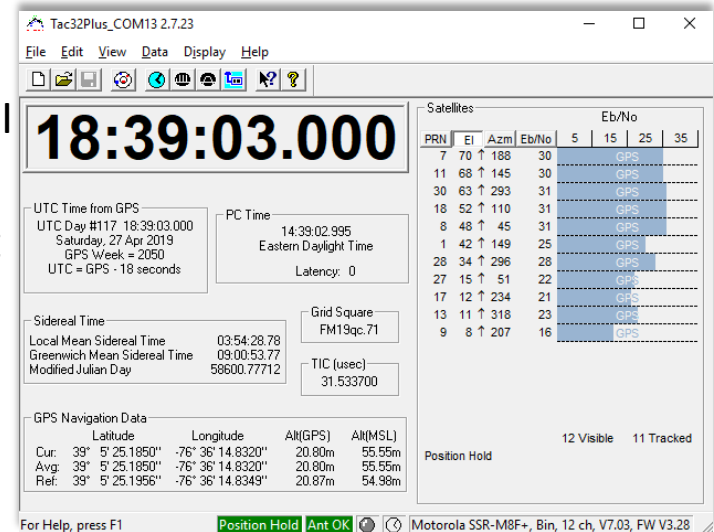 Tac32Plus_COM13 2.7.23
File Edit View Data Display Help
18:39:03.000
UTC Time from GPS
UTC Day #117 18:39:03.000
Saturday, 27 Apr 2019
GPS Week = 2050
UTC = GPS - 18 seconds
PC Time
14:39:02.995
Eastern Daylight Time
Latency: 0
Sidereal Time
Local Mean Sidereal Time 03:54:28.78
Greenwich Mean Sidereal Time 09:00:53.77
Modified Julian Day 58600.77712
Grid Square
FM19qc.71
TIC (usec)
31.533700
GPS Navigation Data
Latitude Longitude Alt(GPS) Alt(MSL)
Cur: 39° 5' 25.1850" -76° 36' 14.8320" 20.80m 55.55m
Avg: 39° 5' 25.1850" -76° 36' 14.8320" 20.80m 55.55m
Ref: 39° 5' 25.1956" -76° 36' 14.8349" 20.87m 54.98m
Satellites
Eb/No
PRN El Azm Eb/No 5 15 25 35
7 70 ↑ 188 30 GPS
11 68 ↑ 145 30 GPS
30 63 ↑ 293 31 GPS
18 52 ↑ 110 31 GPS
8 48 ↑ 45 31 GPS
1 42 ↑ 149 25 GPS
28 34 ↑ 296 28 GPS
27 15 ↑ 51 22 GPS
17 12 ↑ 234 21 GPS
13 11 ↑ 318 23 GPS
9 8 ↑ 207 16 GPS
12 Visible 11 Tracked
Position Hold
For Help, press F1 Position Hold Ant OK Motorola SSR-M8F+, Bin, 12 ch, V7.03, FW V3.28